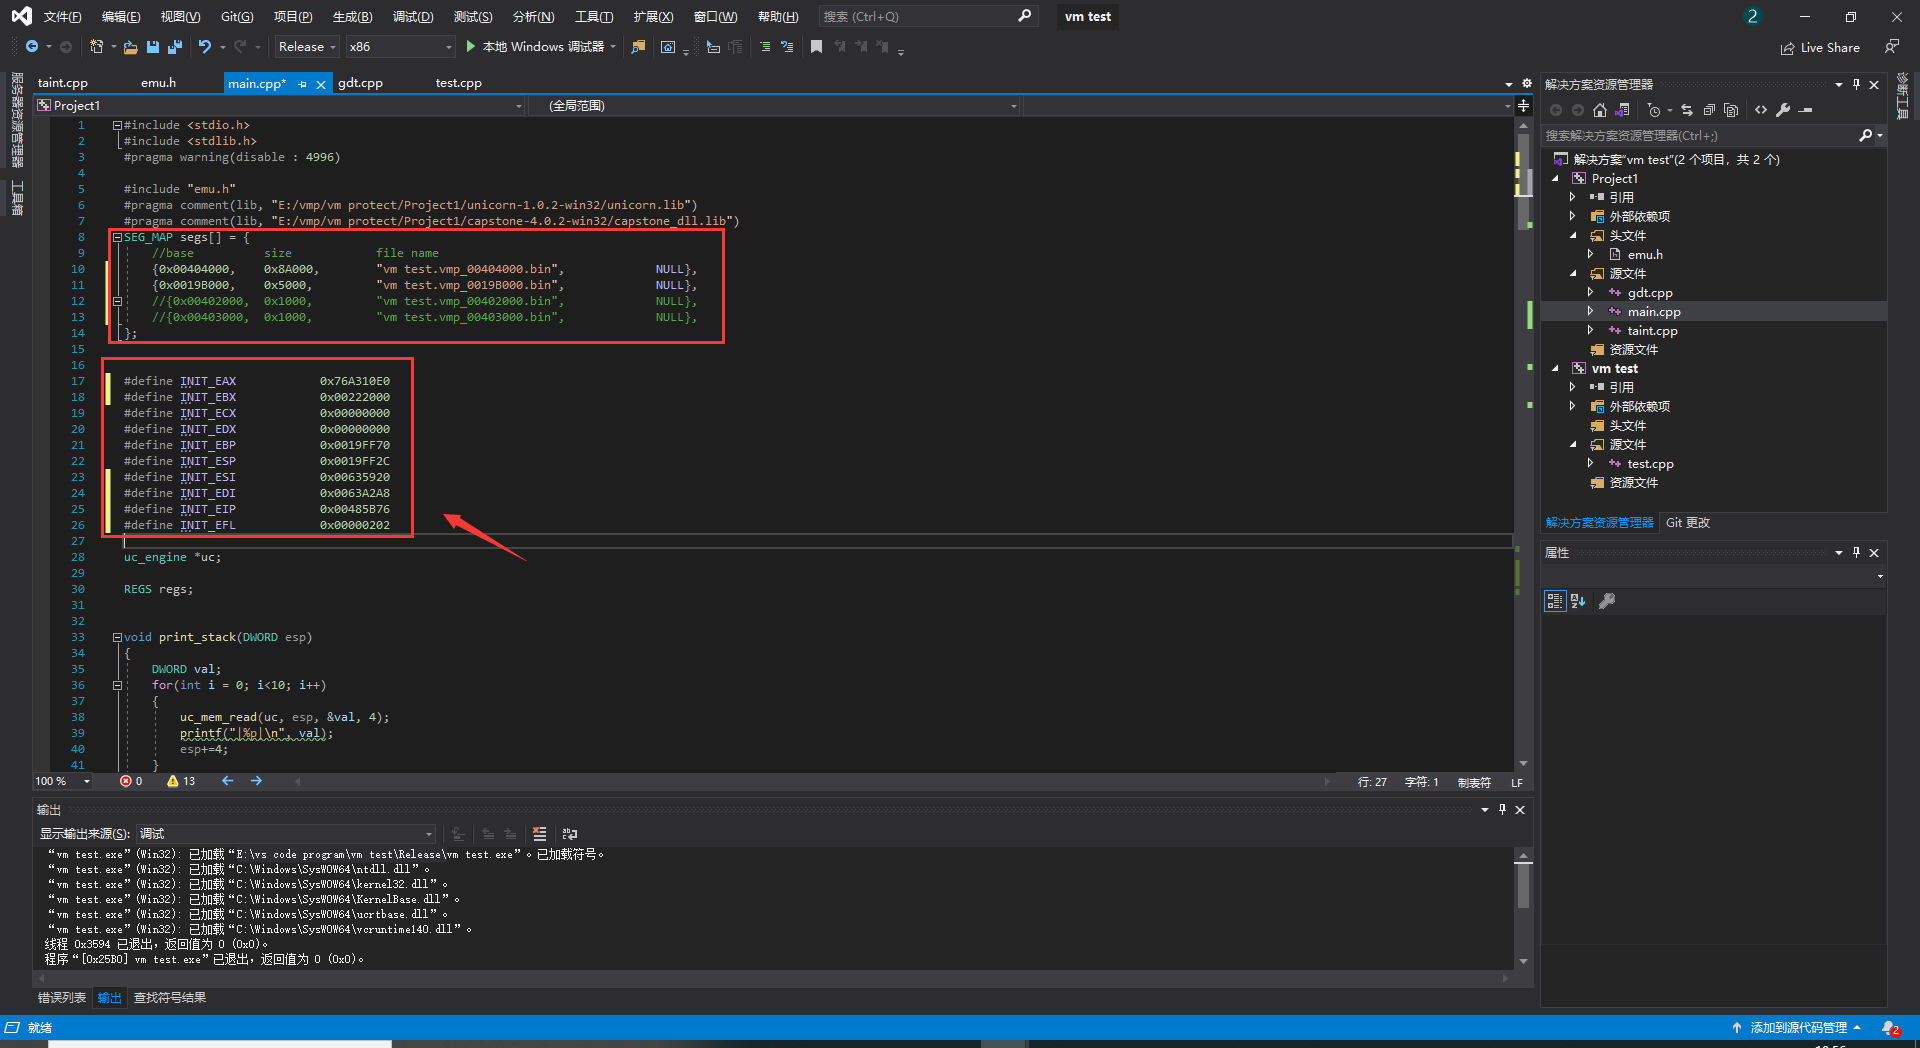 文件(F) 编辑(E) 视图(V) Git(G) 项目(P) 生成(B) 调试(D) 测试(S) 分析(N) 工具(T) 扩展(X) 窗口(W) 帮助(H) 搜索 (Ctrl+Q) vm test 2
Release x86 本地 Windows 调试器 Live Share
taint.cpp emu.h main.cpp* gdt.cpp test.cpp
Project1 (全局范围)
服务器资源管理器
工具箱
1 #include <stdio.h>
2 #include <stdlib.h>
3 #pragma warning(disable : 4996)
4
5 #include "emu.h"
6 #pragma comment(lib, "E:/vmp/vm protect/Project1/unicorn-1.0.2-win32/unicorn.lib")
7 #pragma comment(lib, "E:/vmp/vm protect/Project1/capstone-4.0.2-win32/capstone_dll.lib")
8 SEG_MAP segs[] = {
9 //base size file name
10 {0x00404000, 0x8A000, "vm test.vmp_00404000.bin", NULL},
11 {0x0019B000, 0x5000, "vm test.vmp_0019B000.bin", NULL},
12 //{0x00402000, 0x1000, "vm test.vmp_00402000.bin", NULL},
13 //{0x00403000, 0x1000, "vm test.vmp_00403000.bin", NULL},
14 };
15
16
17 #define INIT_EAX 0x76A310E0
18 #define INIT_EBX 0x00222000
19 #define INIT_ECX 0x00000000
20 #define INIT_EDX 0x00000000
21 #define INIT_EBP 0x0019FF70
22 #define INIT_ESP 0x0019FF2C
23 #define INIT_ESI 0x00635920
24 #define INIT_EDI 0x0063A2A8
25 #define INIT_EIP 0x00485B76
26 #define INIT_EFL 0x00000202
27
28 uc_engine *uc;
29
30 REGS regs;
31
32
33 void print_stack(DWORD esp)
34 {
35 DWORD val;
36 for(int i = 0; i<10; i++)
37 {
38 uc_mem_read(uc, esp, &val, 4);
39 printf("|%p|\n", val);
40 esp+=4;
41 }
100 % 0 13 行: 27 字符: 1 制表符 LF
输出
显示输出来源(S): 调试
“vm test.exe”(Win32): 已加载“E:\vs code program\vm test\Release\vm test.exe”。已加载符号。
“vm test.exe”(Win32): 已加载“C:\Windows\SysWOW64\ntdll.dll”。
“vm test.exe”(Win32): 已加载“C:\Windows\SysWOW64\kernel32.dll”。
“vm test.exe”(Win32): 已加载“C:\Windows\SysWOW64\KernelBase.dll”。
“vm test.exe”(Win32): 已加载“C:\Windows\SysWOW64\ucrtbase.dll”。
“vm test.exe”(Win32): 已加载“C:\Windows\SysWOW64\vcruntime140.dll”。
线程 0x3594 已退出，返回值为 0 (0x0)。
程序“[0x25B0] vm test.exe”已退出，返回值为 0 (0x0)。
错误列表 输出 查找符号结果
解决方案资源管理器
搜索解决方案资源管理器(Ctrl+;)
解决方案"vm test"(2 个项目，共 2 个)
Project1
引用
外部依赖项
头文件
emu.h
源文件
gdt.cpp
main.cpp
taint.cpp
资源文件
vm test
引用
外部依赖项
头文件
源文件
test.cpp
资源文件
解决方案资源管理器 Git 更改
属性
诊断工具
就绪 添加到源代码管理 2